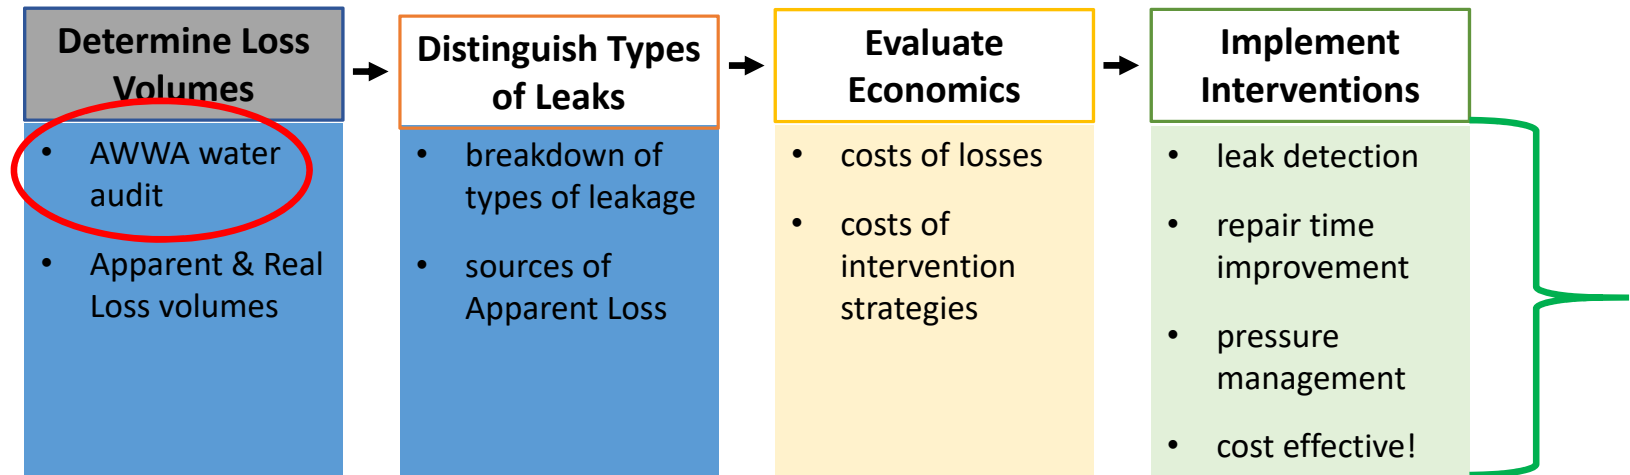 Determine Loss
Volumes
• AWWA water
audit
• Apparent & Real
Loss volumes
Distinguish Types
of Leaks
• breakdown of
types of leakage
• sources of
Apparent Loss
Evaluate
Economics
• costs of losses
• costs of
intervention
strategies
Implement
Interventions
• leak detection
• repair time
improvement
• pressure
management
• cost effective!